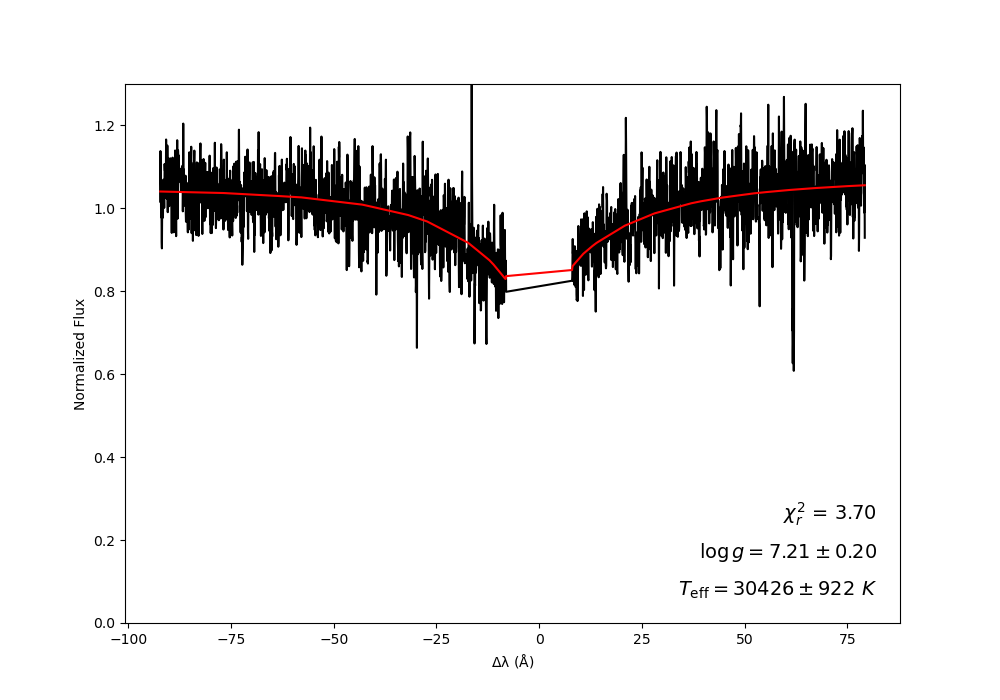 1.2
1.0
0.8
0.6
0.4
0.2
0.0
Normalized Flux
χ²ᵣ = 3.70
log g = 7.21 ± 0.20
T_eff = 30426 ± 922 K
−100 −75 −50 −25 0 25 50 75
Δλ (Å)